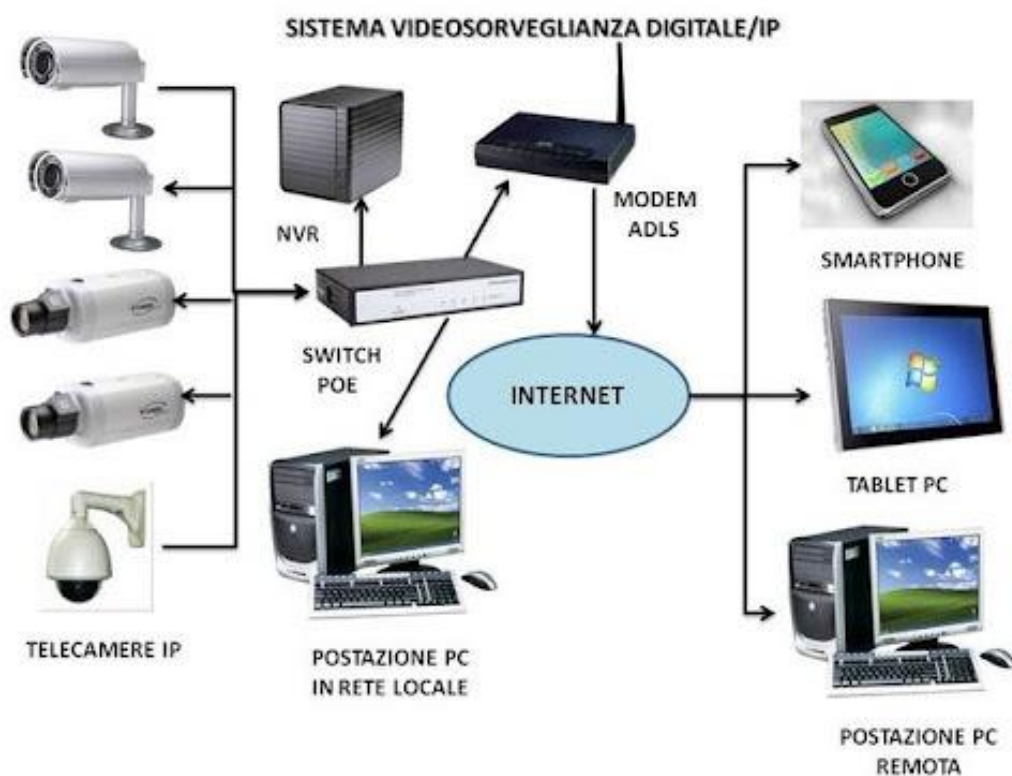 SISTEMA VIDEOSORVEGLIANZA DIGITALE/IP
NVR
MODEM
ADLS
SMARTPHONE
SWITCH
POE
INTERNET
TABLET PC
TELECAMERE IP
POSTAZIONE PC
IN RETE LOCALE
POSTAZIONE PC
REMOTA